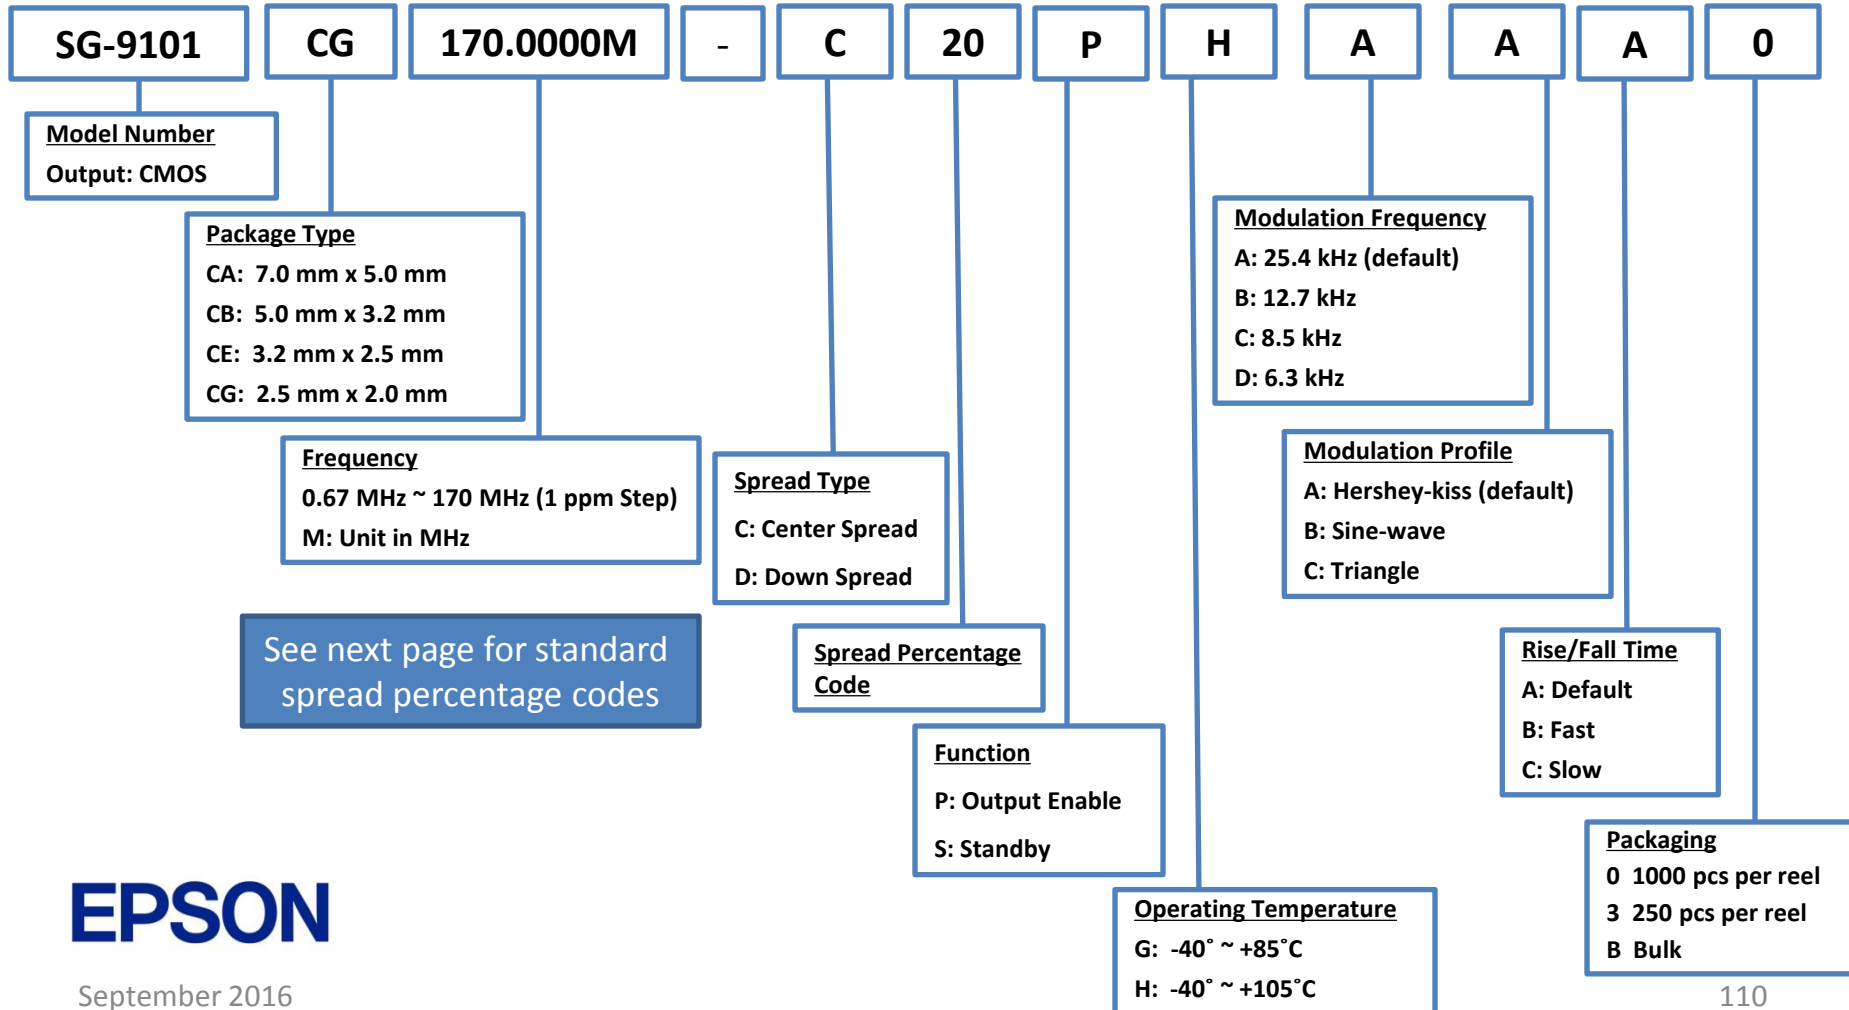 SG-9101 CG 170.0000M - C 20 P H A A A 0
Model Number
Output: CMOS
Package Type
CA: 7.0 mm x 5.0 mm
CB: 5.0 mm x 3.2 mm
CE: 3.2 mm x 2.5 mm
CG: 2.5 mm x 2.0 mm
Frequency
0.67 MHz ~ 170 MHz (1 ppm Step)
M: Unit in MHz
Spread Type
C: Center Spread
D: Down Spread
See next page for standard
spread percentage codes
Spread Percentage
Code
Function
P: Output Enable
S: Standby
Operating Temperature
G: -40˚ ~ +85˚C
H: -40˚ ~ +105˚C
Modulation Frequency
A: 25.4 kHz (default)
B: 12.7 kHz
C: 8.5 kHz
D: 6.3 kHz
Modulation Profile
A: Hershey-kiss (default)
B: Sine-wave
C: Triangle
Rise/Fall Time
A: Default
B: Fast
C: Slow
Packaging
0 1000 pcs per reel
3 250 pcs per reel
B Bulk
EPSON
September 2016
110